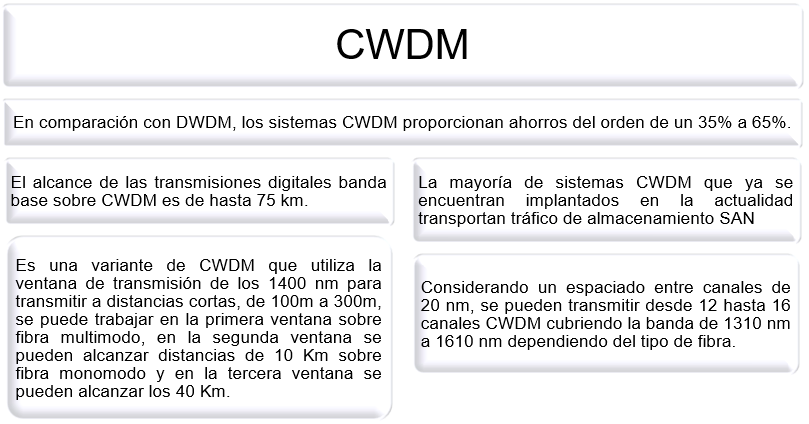 CWDM
En comparación con DWDM, los sistemas CWDM proporcionan ahorros del orden de un 35% a 65%.
El alcance de las transmisiones digitales banda
base sobre CWDM es de hasta 75 km.
La mayoría de sistemas CWDM que ya se
encuentran implantados en la actualidad
transportan tráfico de almacenamiento SAN
Es una variante de CWDM que utiliza la
ventana de transmisión de los 1400 nm para
transmitir a distancias cortas, de 100m a 300m,
se puede trabajar en la primera ventana sobre
fibra multimodo, en la segunda ventana se
pueden alcanzar distancias de 10 Km sobre
fibra monomodo y en la tercera ventana se
pueden alcanzar los 40 Km.
Considerando un espaciado entre canales de
20 nm, se pueden transmitir desde 12 hasta 16
canales CWDM cubriendo la banda de 1310 nm
a 1610 nm dependiendo del tipo de fibra.